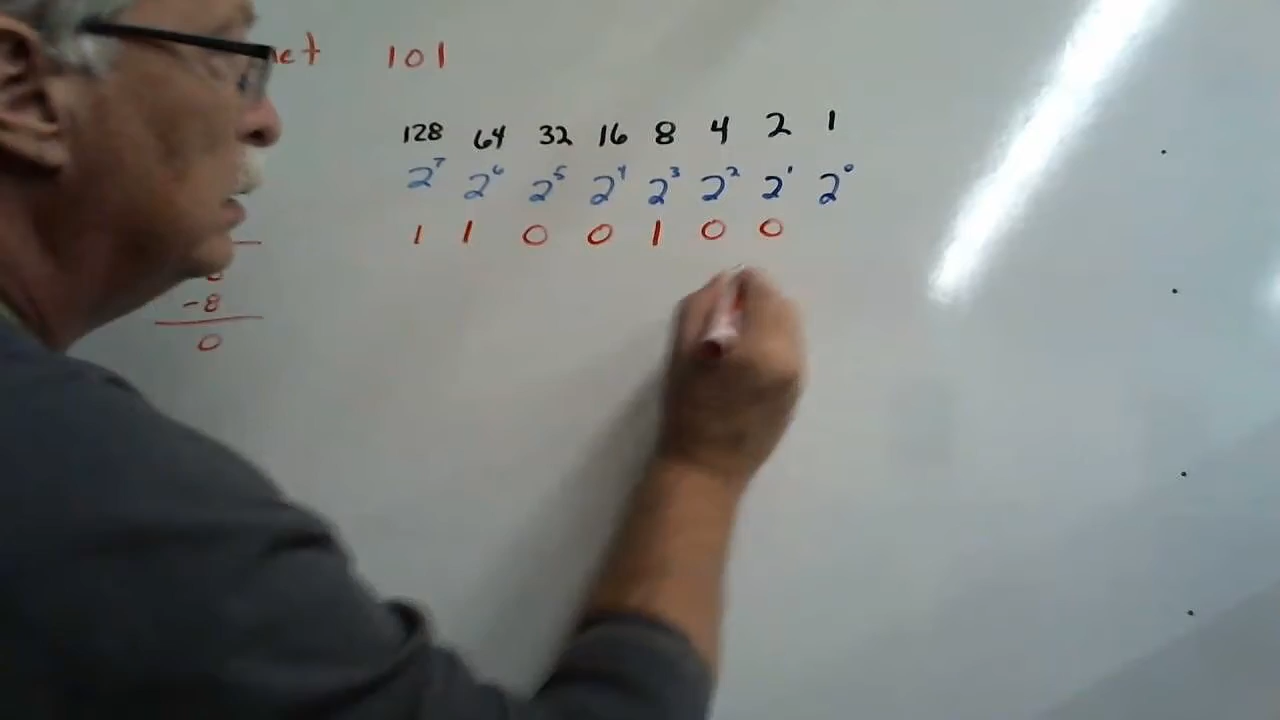 101
128 64 32 16 8 4 2 1
2⁷ 2⁶ 2⁵ 2⁴ 2³ 2² 2¹ 2⁰
1 1 0 0 1 0 0
-8
0